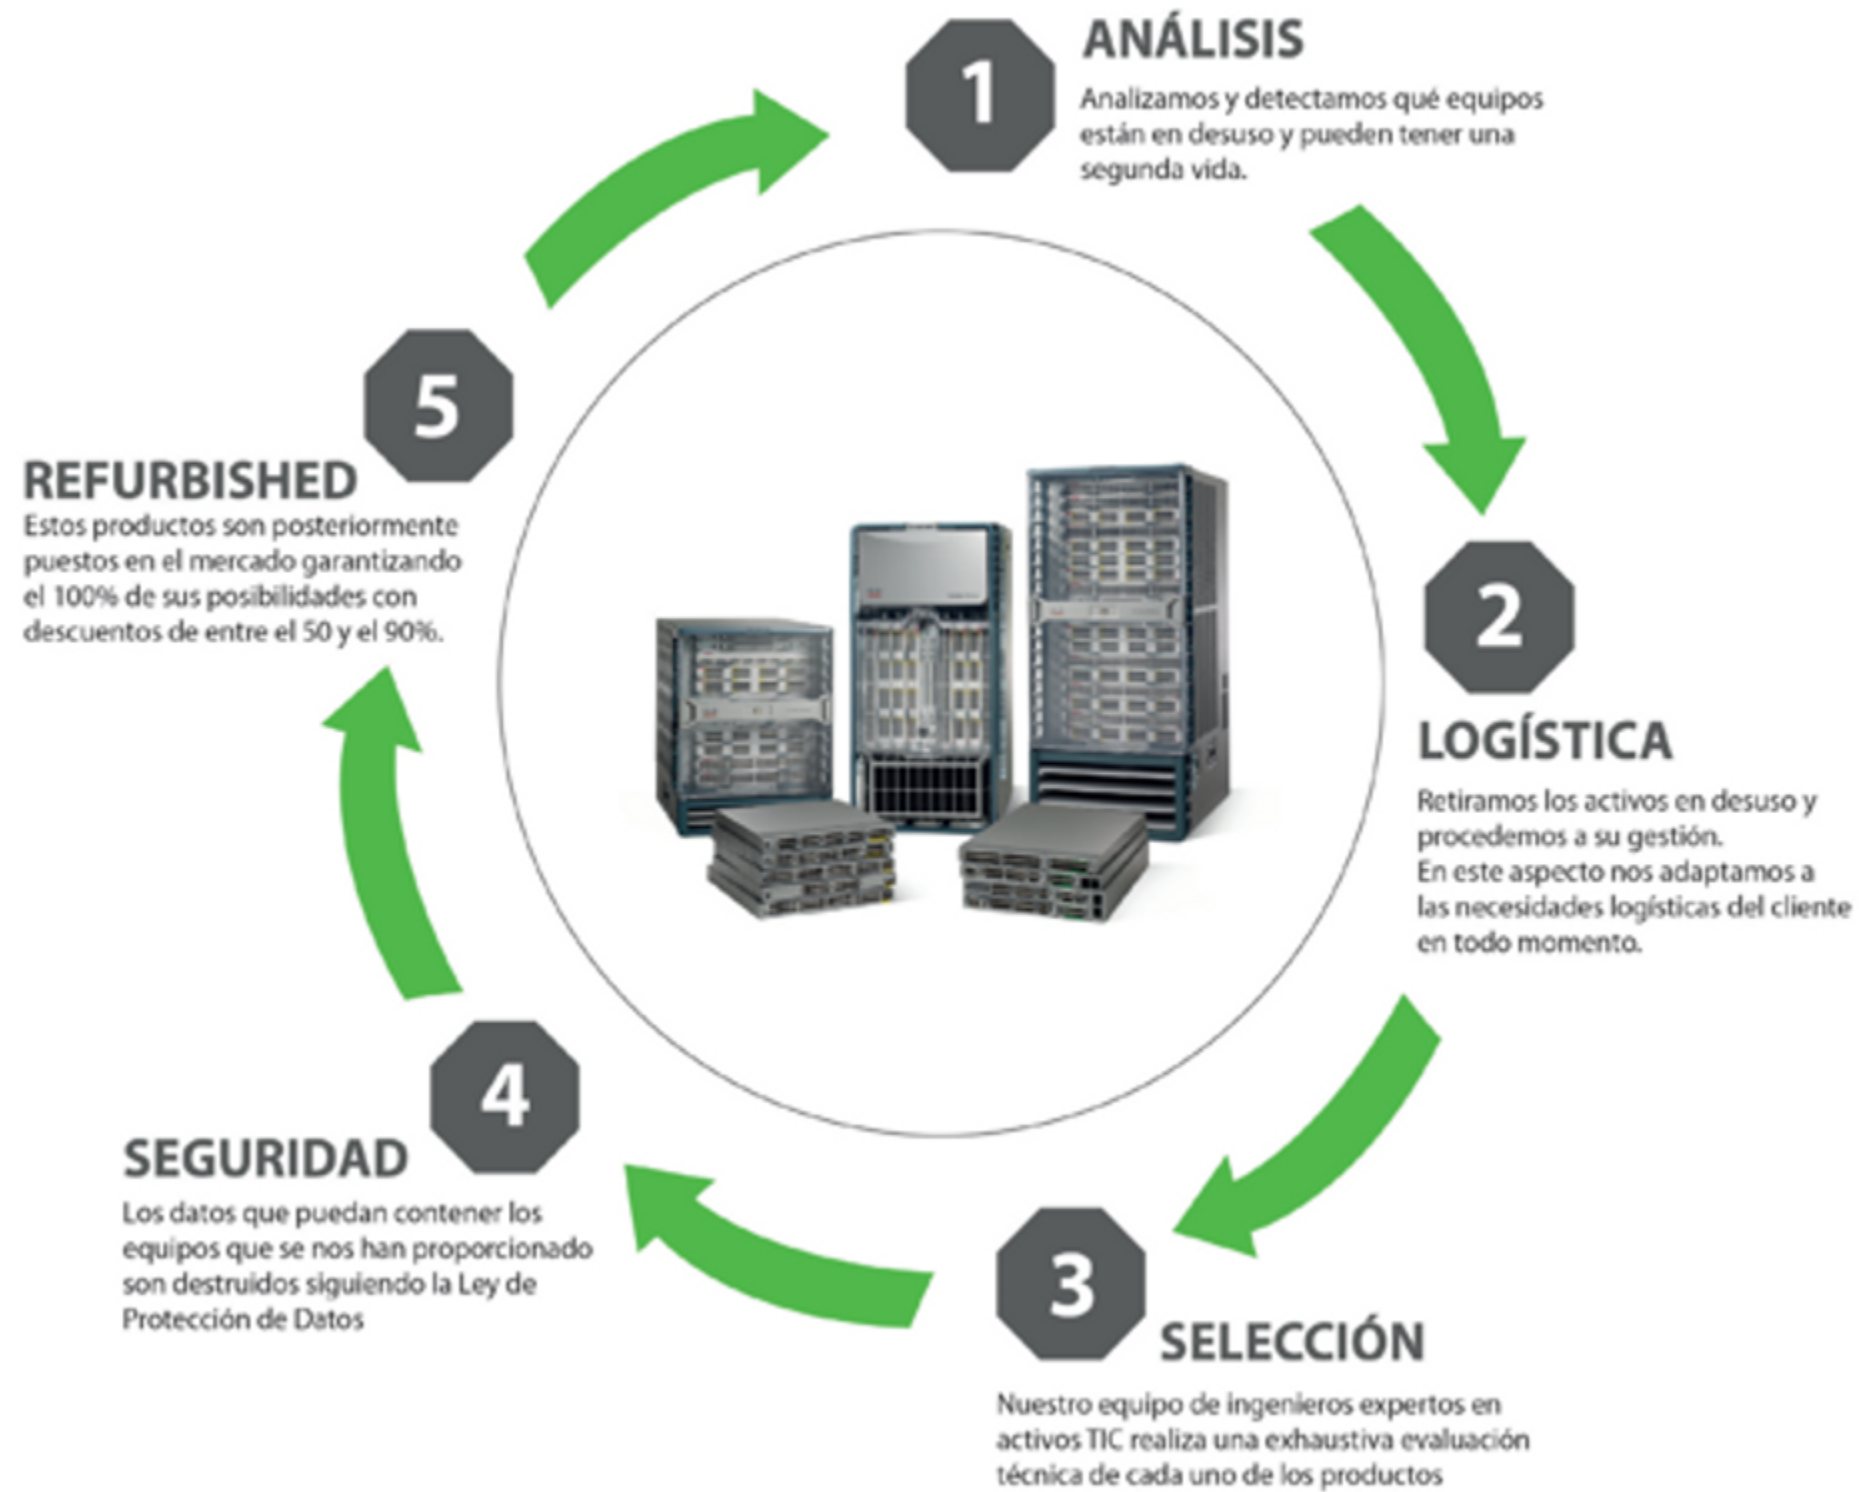 1
ANÁLISIS
Analizamos y detectamos qué equipos
están en desuso y pueden tener una
segunda vida.
2
LOGÍSTICA
Retiramos los activos en desuso y
procedemos a su gestión.
En este aspecto nos adaptamos a
las necesidades logísticas del cliente
en todo momento.
3
SELECCIÓN
Nuestro equipo de ingenieros expertos en
activos TIC realiza una exhaustiva evaluación
técnica de cada uno de los productos
4
SEGURIDAD
Los datos que puedan contener los
equipos que se nos han proporcionado
son destruidos siguiendo la Ley de
Protección de Datos
5
REFURBISHED
Estos productos son posteriormente
puestos en el mercado garantizando
el 100% de sus posibilidades con
descuentos de entre el 50 y el 90%.